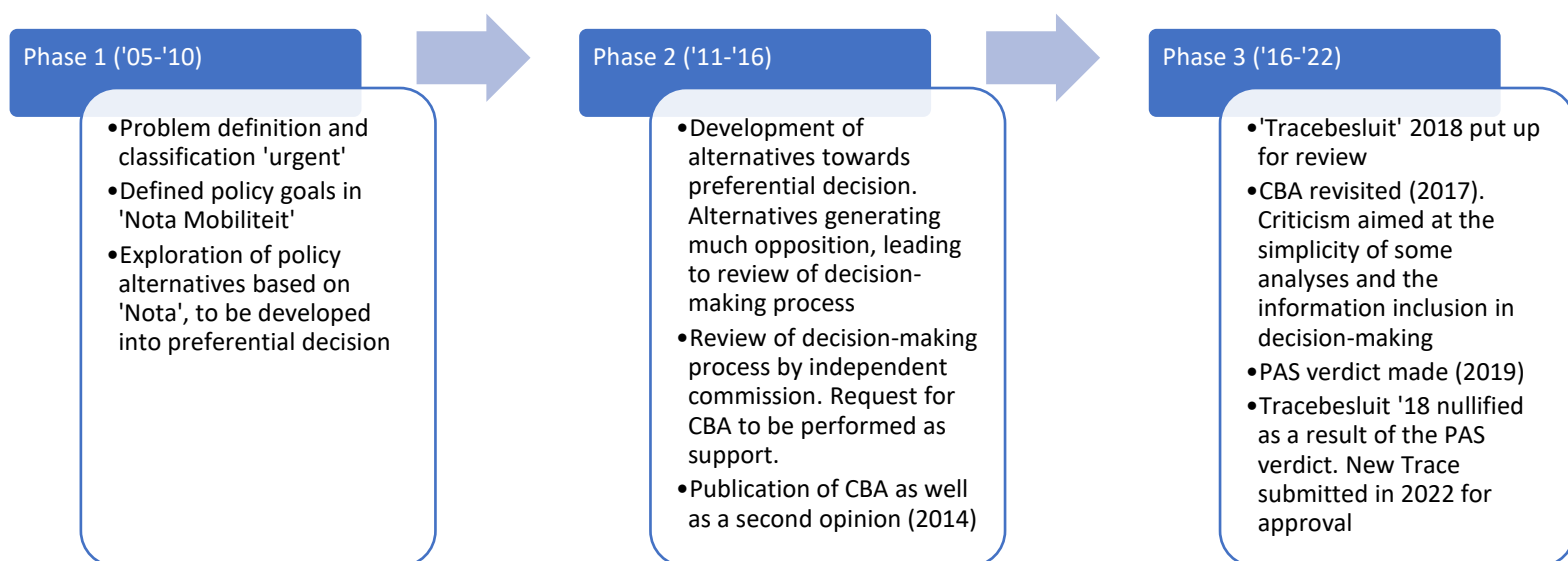 Phase 1 ('05-'10)
•Problem definition and
classification 'urgent'
•Defined policy goals in
'Nota Mobiliteit'
•Exploration of policy
alternatives based on
'Nota', to be developed
into preferential decision
Phase 2 ('11-'16)
•Development of
alternatives towards
preferential decision.
Alternatives generating
much opposition, leading
to review of decision-
making process
•Review of decision-making
process by independent
commission. Request for
CBA to be performed as
support.
•Publication of CBA as well
as a second opinion (2014)
Phase 3 ('16-'22)
•'Tracebesluit' 2018 put up
for review
•CBA revisited (2017).
Criticism aimed at the
simplicity of some
analyses and the
information inclusion in
decision-making
•PAS verdict made (2019)
•Tracebesluit '18 nullified
as a result of the PAS
verdict. New Trace
submitted in 2022 for
approval